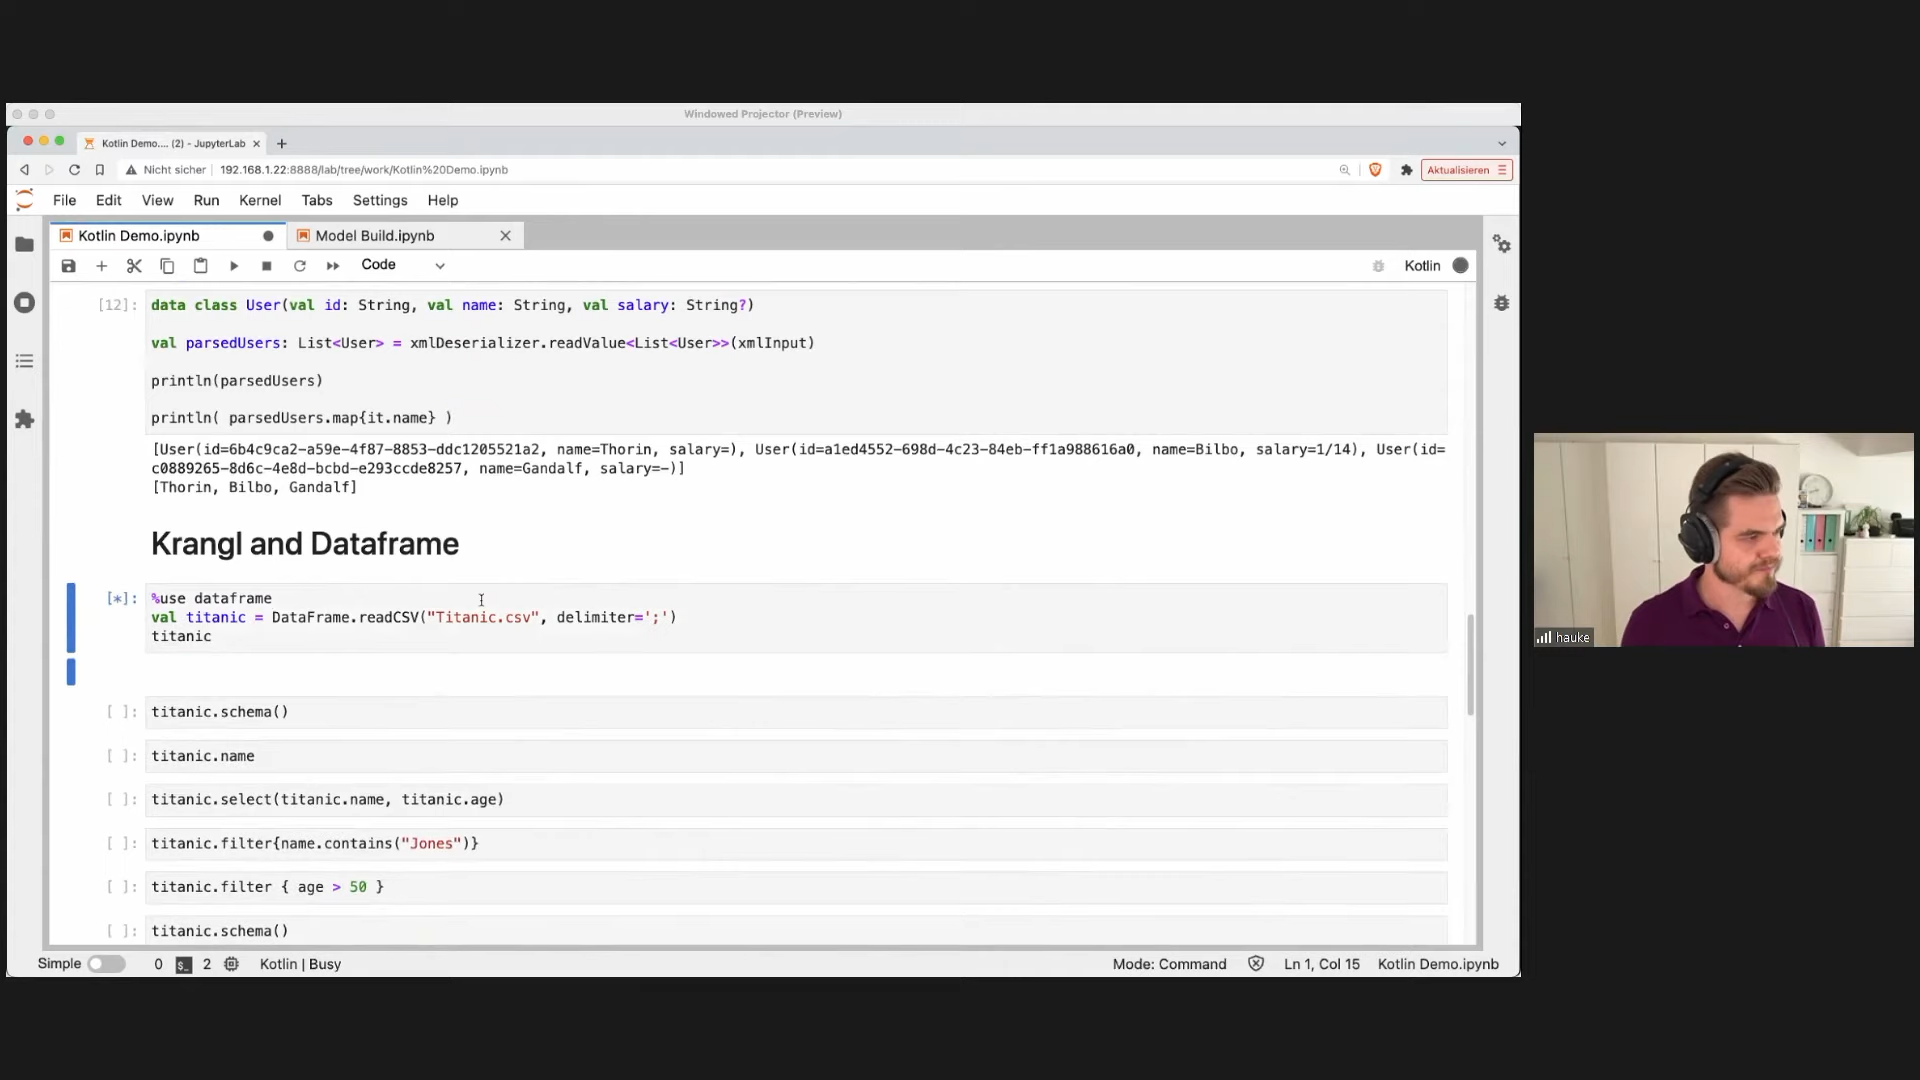 Windowed Projector (Preview)
Kotlin Demo.... (2) - JupyterLab
Nicht sicher
192.168.1.22:8888/lab/tree/work/Kotlin%20Demo.ipynb
Aktualisieren
File Edit View Run Kernel Tabs Settings Help
Kotlin Demo.ipynb
Model Build.ipynb
Code
Kotlin
[12]:
data class User(val id: String, val name: String, val salary: String?)
val parsedUsers: List<User> = xmlDeserializer.readValue<List<User>>(xmlInput)
println(parsedUsers)
println( parsedUsers.map{it.name} )
[User(id=6b4c9ca2-a59e-4f87-8853-ddc1205521a2, name=Thorin, salary=), User(id=a1ed4552-698d-4c23-84eb-ff1a988616a0, name=Bilbo, salary=1/14), User(id=
c0889265-8d6c-4e8d-bcbd-e293ccde8257, name=Gandalf, salary=-)]
[Thorin, Bilbo, Gandalf]
Krangl and Dataframe
[*]:
%use dataframe
val titanic = DataFrame.readCSV("Titanic.csv", delimiter=';')
titanic
[ ]: titanic.schema()
[ ]: titanic.name
[ ]: titanic.select(titanic.name, titanic.age)
[ ]: titanic.filter{name.contains("Jones")}
[ ]: titanic.filter { age > 50 }
[ ]: titanic.schema()
Simple
0
$_
2
Kotlin | Busy
Mode: Command
Ln 1, Col 15
Kotlin Demo.ipynb
hauke